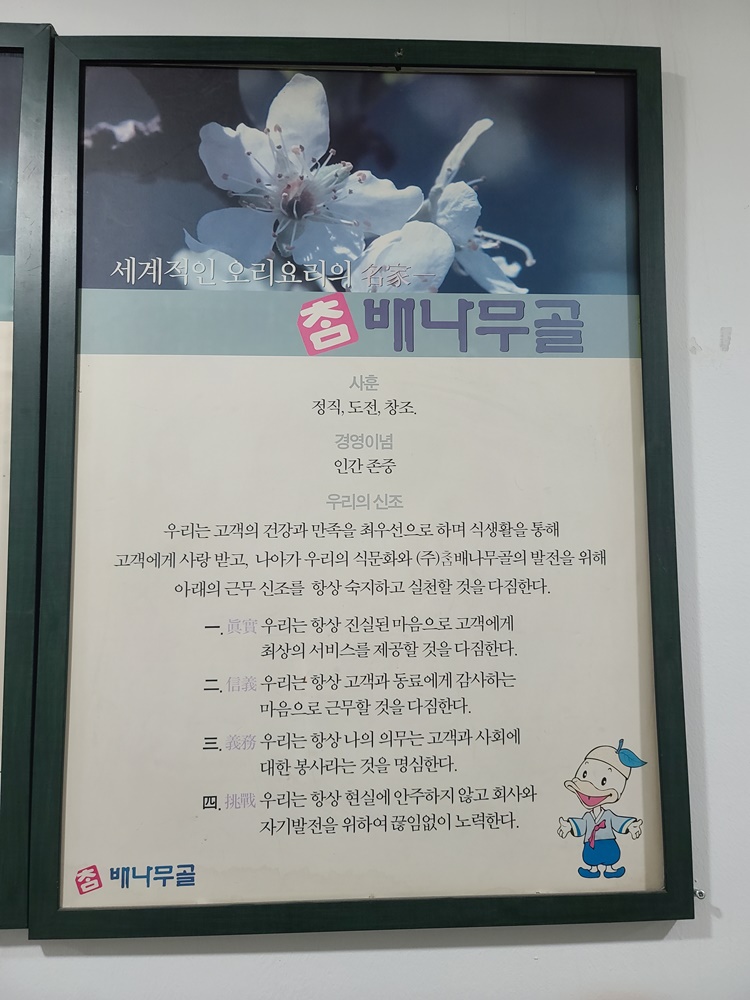 세계적인 오리요리의 名家 –
참 배나무골
사훈
정직, 도전, 창조.
경영이념
인간 존중
우리의 신조
우리는 고객의 건강과 만족을 최우선으로 하며 식생활을 통해
고객에게 사랑 받고, 나아가 우리의 식문화와 (주)참배나무골의 발전을 위해
아래의 근무 신조를 항상 숙지하고 실천할 것을 다짐한다.
一. 眞實 우리는 항상 진실된 마음으로 고객에게
최상의 서비스를 제공할 것을 다짐한다.
二. 信義 우리는 항상 고객과 동료에게 감사하는
마음으로 근무할 것을 다짐한다.
三. 義務 우리는 항상 나의 의무는 고객과 사회에
대한 봉사라는 것을 명심한다.
四. 挑戰 우리는 항상 현실에 안주하지 않고 회사와
자기발전을 위하여 끊임없이 노력한다.
참 배나무골